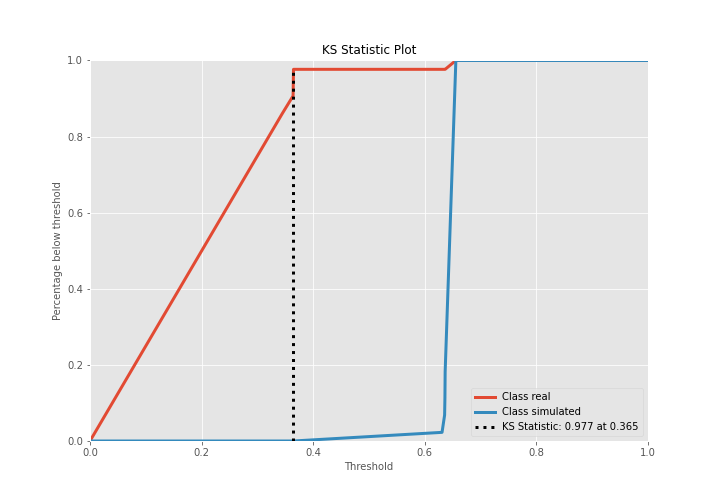 KS Statistic Plot
1.0
0.8
0.6
0.4
0.2
0.0
Percentage below threshold
0.0 0.2 0.4 0.6 0.8 1.0
Threshold
Class real
Class simulated
KS Statistic: 0.977 at 0.365